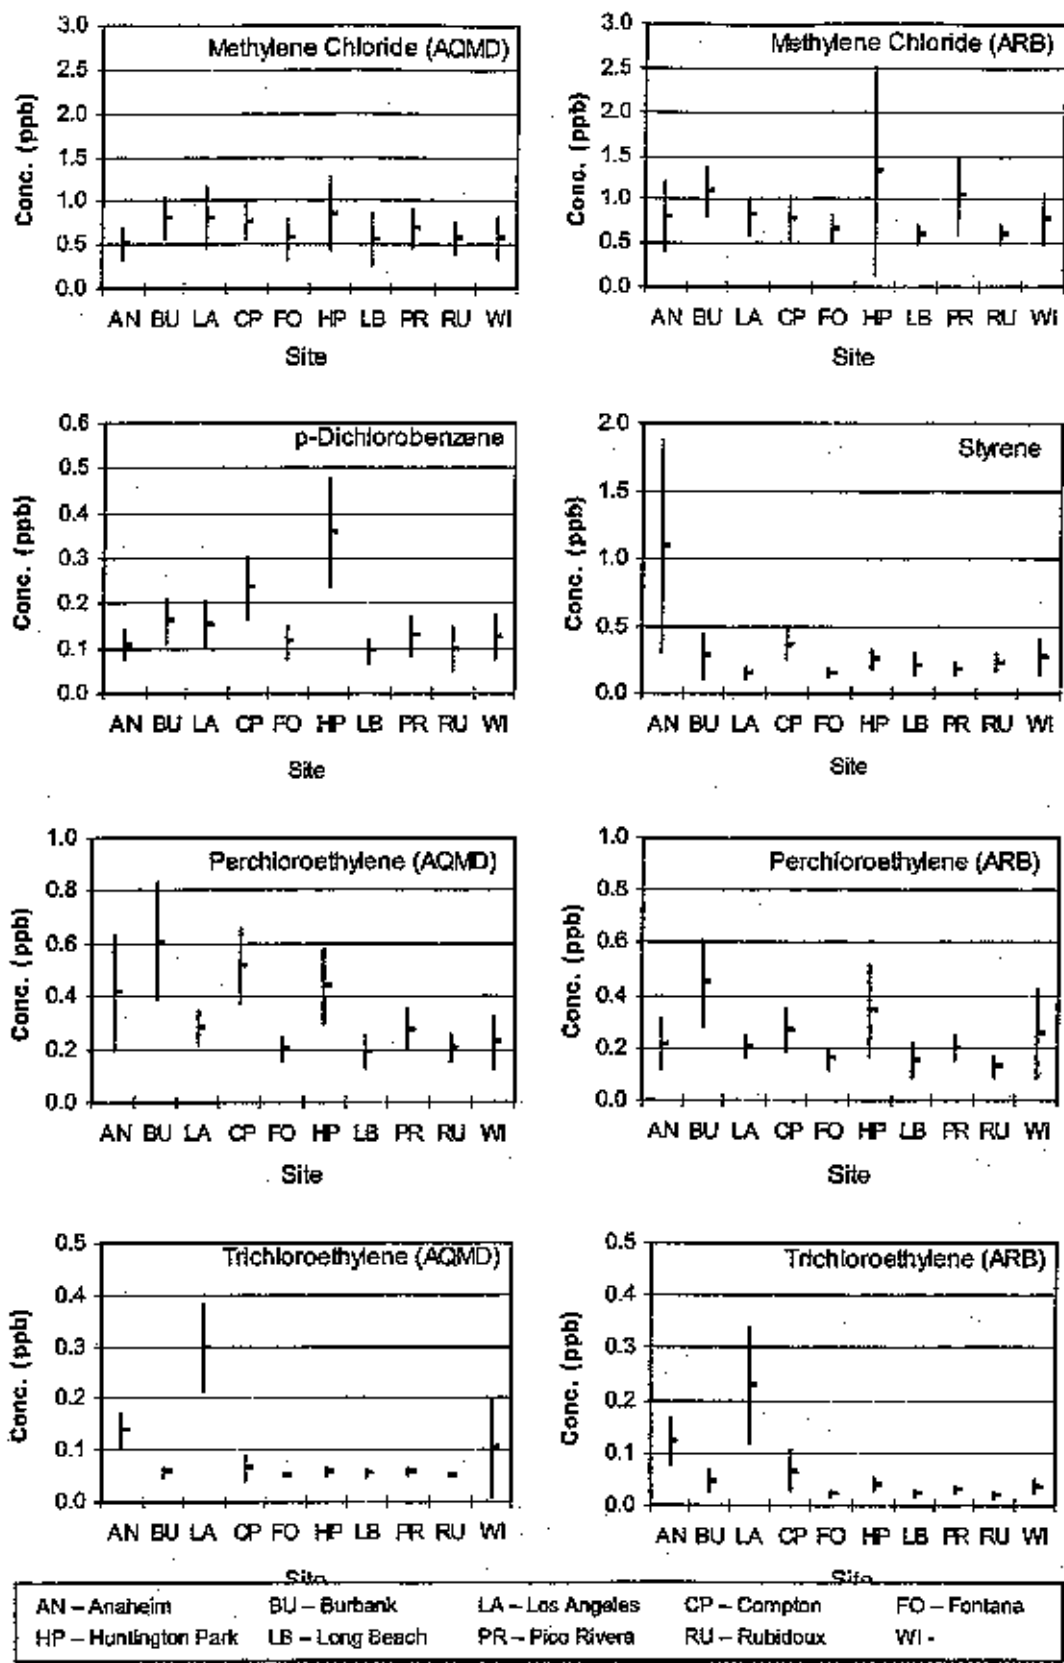 Methylene Chloride (AQMD)
Conc. (ppb)
3.0
2.5
2.0
1.5
1.0
0.5
0.0
AN BU LA CP FO HP LB PR RU WI
Site
Methylene Chloride (ARB)
Conc. (ppb)
3.0
2.5
2.0
1.5
1.0
0.5
0.0
AN BU LA CP FO HP LB PR RU WI
Site
p-Dichlorobenzene
Conc. (ppb)
0.6
0.5
0.4
0.3
0.2
0.1
0.0
AN BU LA CP FO HP LB PR RU WI
Site
Styrene
Conc. (ppb)
2.0
1.5
1.0
0.5
0.0
AN BU LA CP FO HP LB PR RU WI
Site
Perchloroethylene (AQMD)
Conc. (ppb)
1.0
0.8
0.6
0.4
0.2
0.0
AN BU LA CP FO HP LB PR RU WI
Site
Perchloroethylene (ARB)
Conc. (ppb)
1.0
0.8
0.6
0.4
0.2
0.0
AN BU LA CP FO HP LB PR RU WI
Site
Trichloroethylene (AQMD)
Conc. (ppb)
0.5
0.4
0.3
0.2
0.1
0.0
AN BU LA CP FO HP LB PR RU WI
Site
Trichloroethylene (ARB)
Conc. (ppb)
0.5
0.4
0.3
0.2
0.1
0.0
AN BU LA CP FO HP LB PR RU WI
Site
AN – Anaheim BU – Burbank LA – Los Angeles CP – Compton FO – Fontana
HP – Huntington Park LB – Long Beach PR – Pico Rivera RU – Rubidoux WI -